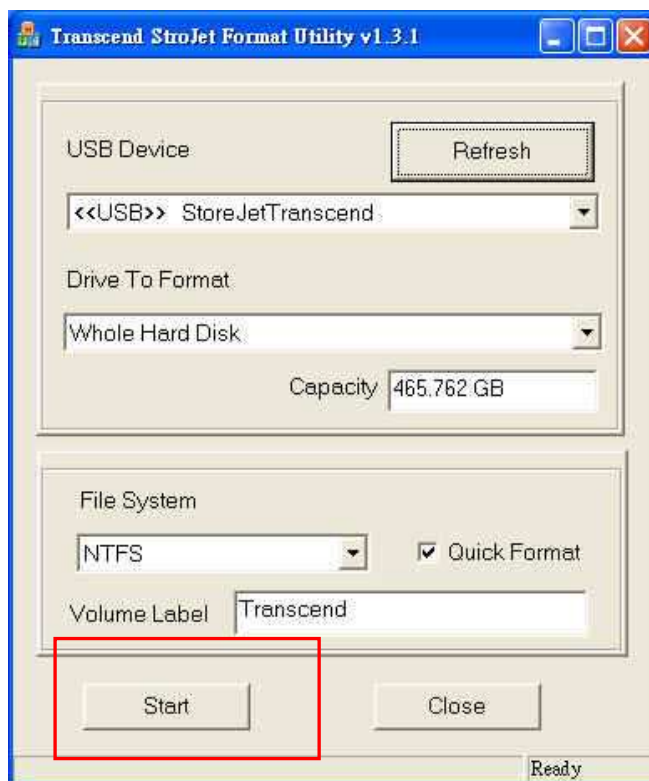 Transcend StroJet Format Utility v1.3.1
USB Device
Refresh
<<USB>> StoreJetTranscend
Drive To Format
Whole Hard Disk
Capacity 465.762 GB
File System
NTFS
Quick Format
Volume Label Transcend
Start
Close
Ready